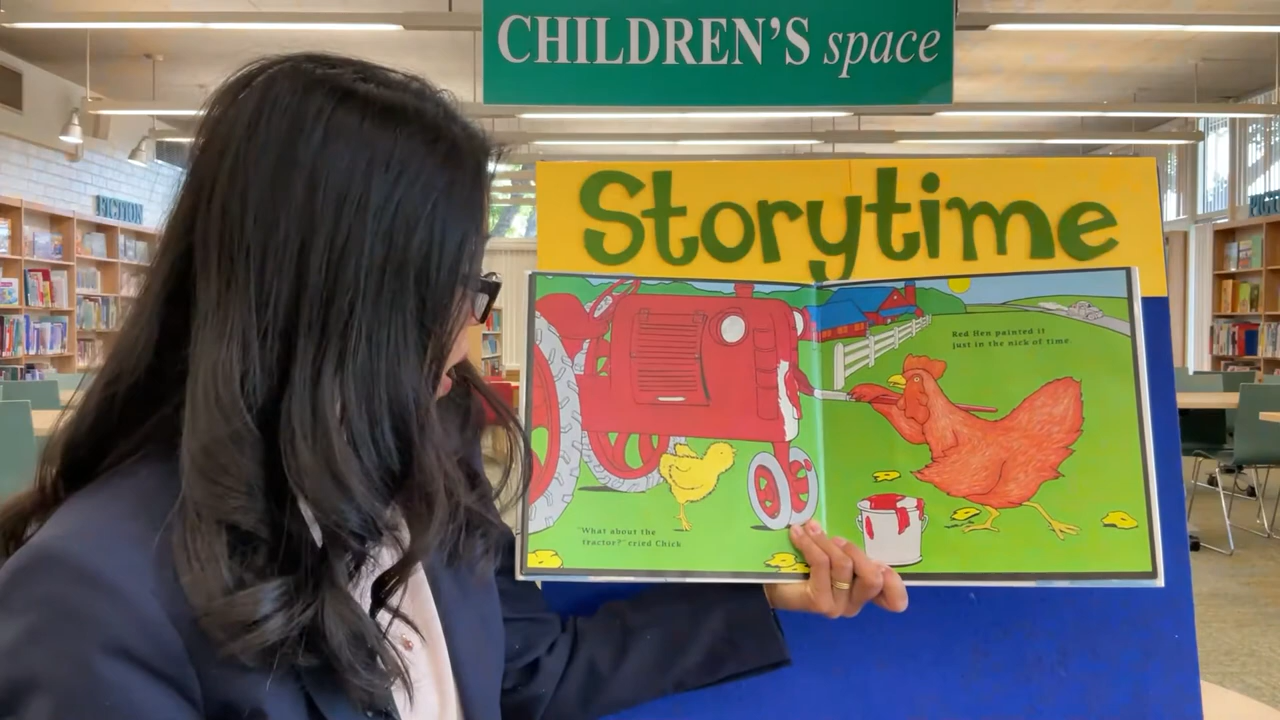 CHILDREN'S space
FICTION
Storytime
Red Hen painted it
just in the nick of time.
"What about the
tractor?" cried Chick